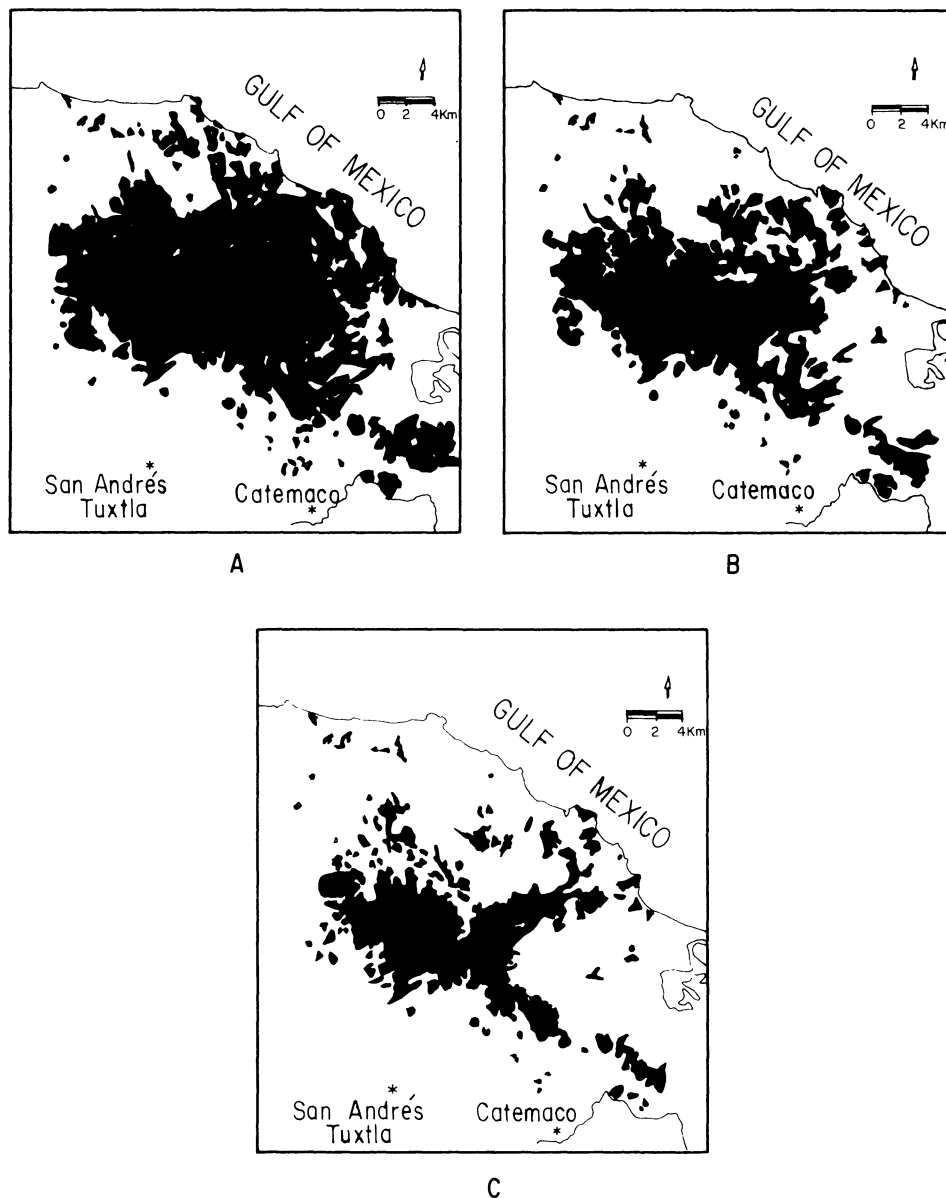 GULF OF MEXICO
0 2 4Km
San Andrés
Tuxtla
Catemaco
A
GULF OF MEXICO
0 2 4Km
San Andrés
Tuxtla
Catemaco
B
GULF OF MEXICO
0 2 4Km
San Andrés
Tuxtla
Catemaco
C